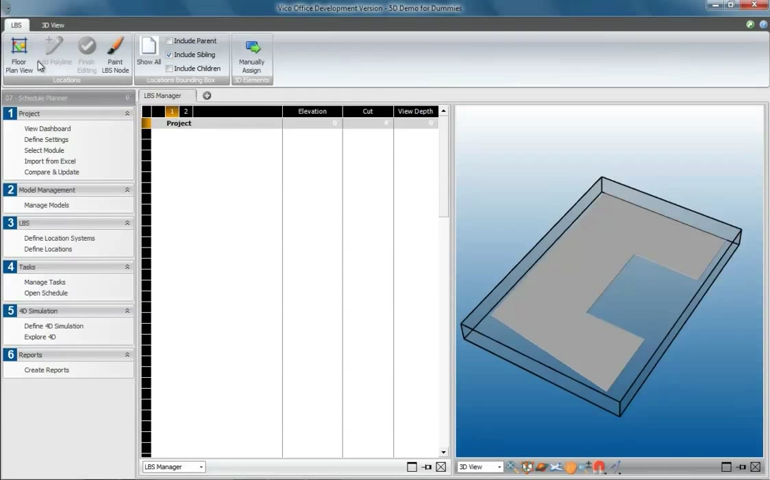 Vico Office Development Version - 5D Demo for Dummies
LBS 3D View
Floor Plan View
Add Polyline
Finish Editing
Paint LBS Node
Locations
Show All
Include Parent
Include Sibling
Include Children
Locations Bounding Box
Manually Assign
3D Elements
07 - Schedule Planner
1 Project
View Dashboard
Define Settings
Select Module
Import from Excel
Compare & Update
2 Model Management
Manage Models
3 LBS
Define Location Systems
Define Locations
4 Tasks
Manage Tasks
Open Schedule
5 4D Simulation
Define 4D Simulation
Explore 4D
6 Reports
Create Reports
LBS Manager
1 2 Elevation Cut View Depth
Project
LBS Manager
3D View